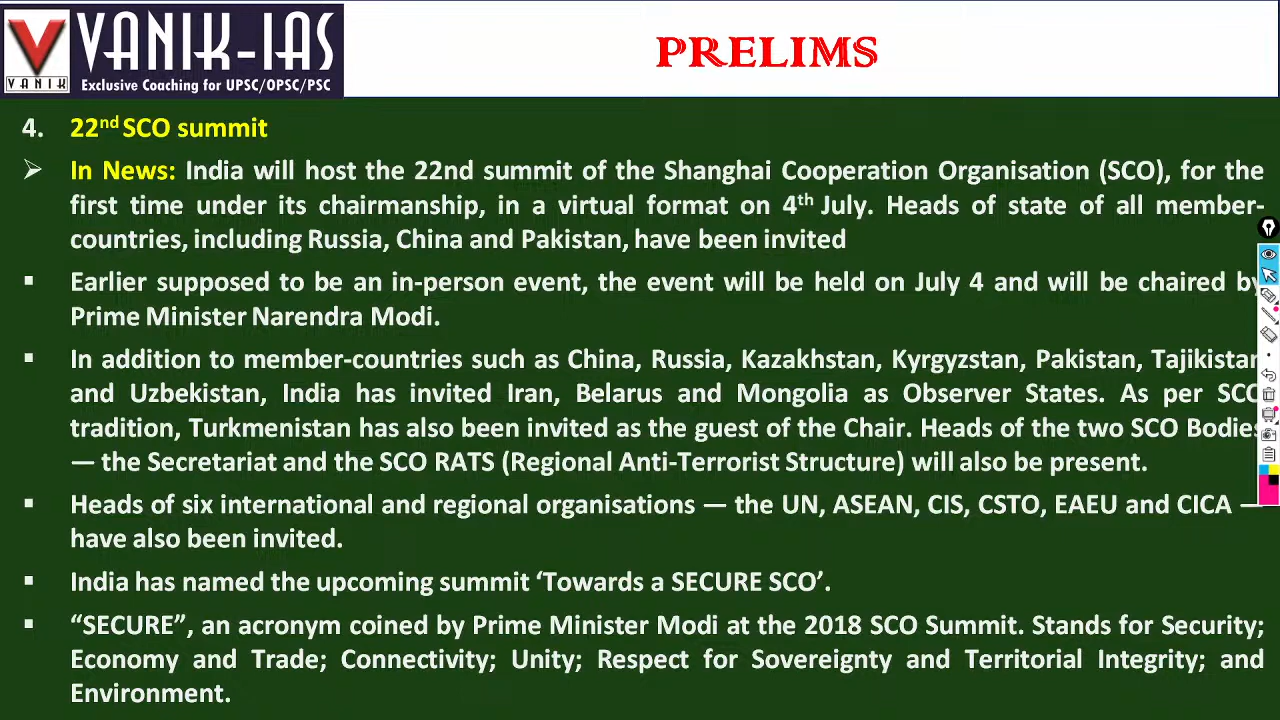 VANIK-IAS
VANIK
Exclusive Coaching for UPSC/OPSC/PSC
PRELIMS
4. 22nd SCO summit
➢ In News: India will host the 22nd summit of the Shanghai Cooperation Organisation (SCO), for the
first time under its chairmanship, in a virtual format on 4th July. Heads of state of all member-
countries, including Russia, China and Pakistan, have been invited
▪ Earlier supposed to be an in-person event, the event will be held on July 4 and will be chaired by
Prime Minister Narendra Modi.
▪ In addition to member-countries such as China, Russia, Kazakhstan, Kyrgyzstan, Pakistan, Tajikistan
and Uzbekistan, India has invited Iran, Belarus and Mongolia as Observer States. As per SCO
tradition, Turkmenistan has also been invited as the guest of the Chair. Heads of the two SCO Bodies
— the Secretariat and the SCO RATS (Regional Anti-Terrorist Structure) will also be present.
▪ Heads of six international and regional organisations — the UN, ASEAN, CIS, CSTO, EAEU and CICA —
have also been invited.
▪ India has named the upcoming summit ‘Towards a SECURE SCO’.
▪ “SECURE”, an acronym coined by Prime Minister Modi at the 2018 SCO Summit. Stands for Security;
Economy and Trade; Connectivity; Unity; Respect for Sovereignty and Territorial Integrity; and
Environment.